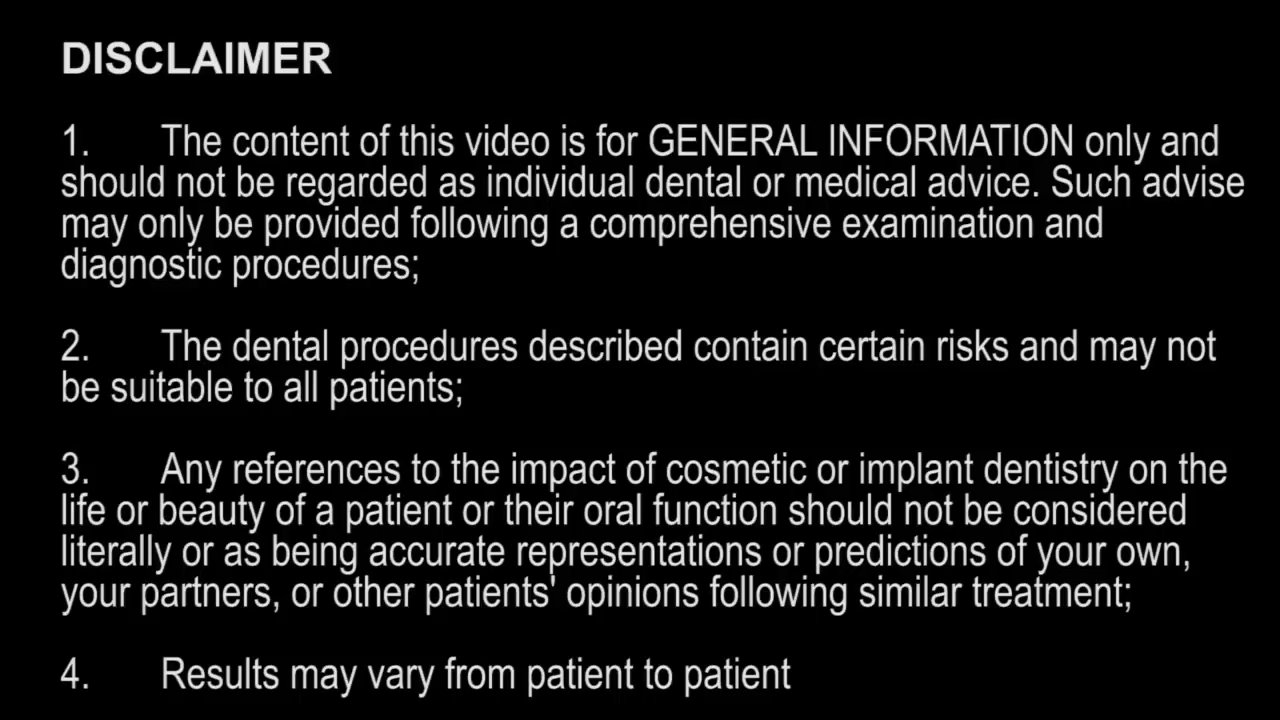 DISCLAIMER
1. The content of this video is for GENERAL INFORMATION only and
should not be regarded as individual dental or medical advice. Such advise
may only be provided following a comprehensive examination and
diagnostic procedures;
2. The dental procedures described contain certain risks and may not
be suitable to all patients;
3. Any references to the impact of cosmetic or implant dentistry on the
life or beauty of a patient or their oral function should not be considered
literally or as being accurate representations or predictions of your own,
your partners, or other patients' opinions following similar treatment;
4. Results may vary from patient to patient